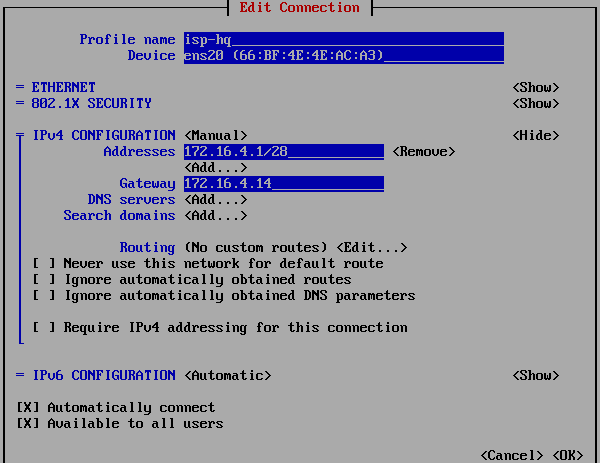 Edit Connection
Profile name isp-hq
Device ens20 (66:BF:4E:4E:AC:A3)
= ETHERNET <Show>
= 802.1X SECURITY <Show>
= IPv4 CONFIGURATION <Manual> <Hide>
Addresses 172.16.4.1/28 <Remove>
<Add...>
Gateway 172.16.4.14
DNS servers <Add...>
Search domains <Add...>
Routing (No custom routes) <Edit...>
[ ] Never use this network for default route
[ ] Ignore automatically obtained routes
[ ] Ignore automatically obtained DNS parameters
[ ] Require IPv4 addressing for this connection
= IPv6 CONFIGURATION <Automatic> <Show>
[X] Automatically connect
[X] Available to all users
<Cancel> <OK>